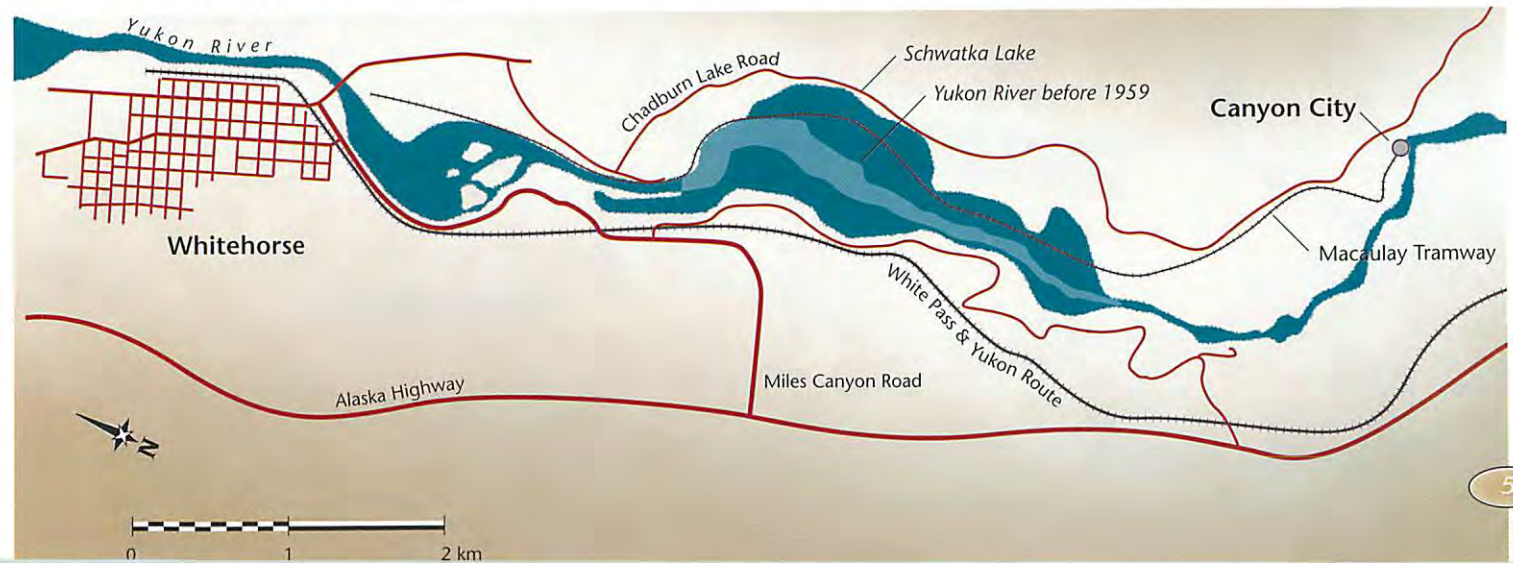 Yukon River
Chadburn Lake Road
Schwatka Lake
Yukon River before 1959
Canyon City
Whitehorse
Macaulay Tramway
White Pass & Yukon Route
Miles Canyon Road
Alaska Highway
N
0 1 2 km
5